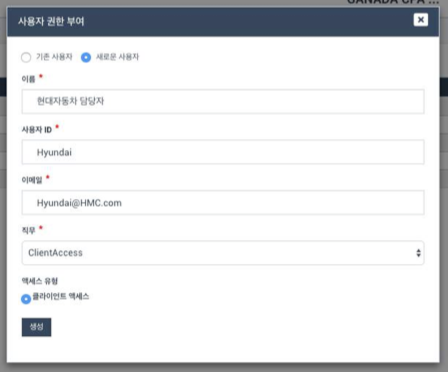 CANADA CPA ...
사용자 권한 부여
기존 사용자 새로운 사용자
이름 *
현대자동차 담당자
사용자 ID *
Hyundai
이메일 *
Hyundai@HMC.com
직무 *
ClientAccess
액세스 유형
클라이언트 액세스
생성